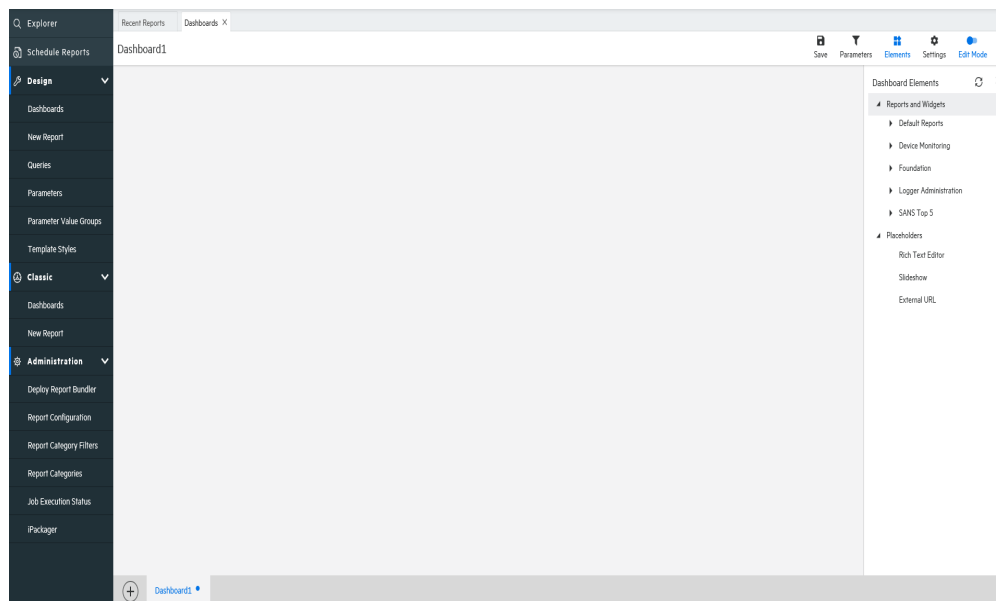 Explorer
Schedule Reports
Design
Dashboards
New Report
Queries
Parameters
Parameter Value Groups
Template Styles
Classic
Dashboards
New Report
Administration
Deploy Report Bundler
Report Configuration
Report Category Filters
Report Categories
Job Execution Status
iPackager
Recent Reports
Dashboards X
Dashboard1
Save
Parameters
Elements
Settings
Edit Mode
Dashboard Elements
Reports and Widgets
Default Reports
Device Monitoring
Foundation
Logger Administration
SANS Top 5
Placeholders
Rich Text Editor
Slideshow
External URL
Dashboard1